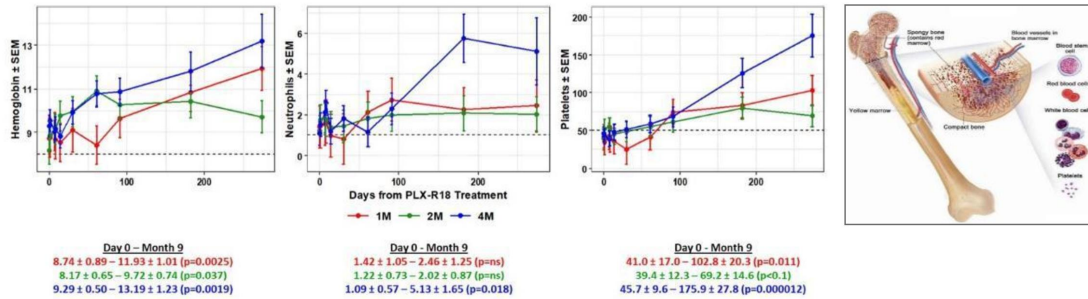 Hemoglobin ± SEM
13
11
9
0
200
Neutrophils ± SEM
6
4
2
0
0
200
Days from PLX-R18 Treatment
1M
2M
4M
Platelets ± SEM
200
150
100
50
0
0
200
Spongy bone
(contains red
marrow)
Blood vessels in
bone marrow
Blood stem
cell
Red blood cells
White blood cells
Platelets
Yellow marrow
Compact bone
Day 0 – Month 9
8.74 ± 0.89 – 11.93 ± 1.01 (p=0.0025)
8.17 ± 0.65 – 9.72 ± 0.74 (p=0.037)
9.29 ± 0.50 – 13.19 ± 1.23 (p=0.0019)
Day 0 - Month 9
1.42 ± 1.05 – 2.46 ± 1.25 (p=ns)
1.22 ± 0.73 – 2.02 ± 0.87 (p=ns)
1.09 ± 0.57 – 5.13 ± 1.65 (p=0.018)
Day 0 - Month 9
41.0 ± 17.0 – 102.8 ± 20.3 (p=0.011)
39.4 ± 12.3 – 69.2 ± 14.6 (p<0.1)
45.7 ± 9.6 – 175.9 ± 27.8 (p=0.000012)